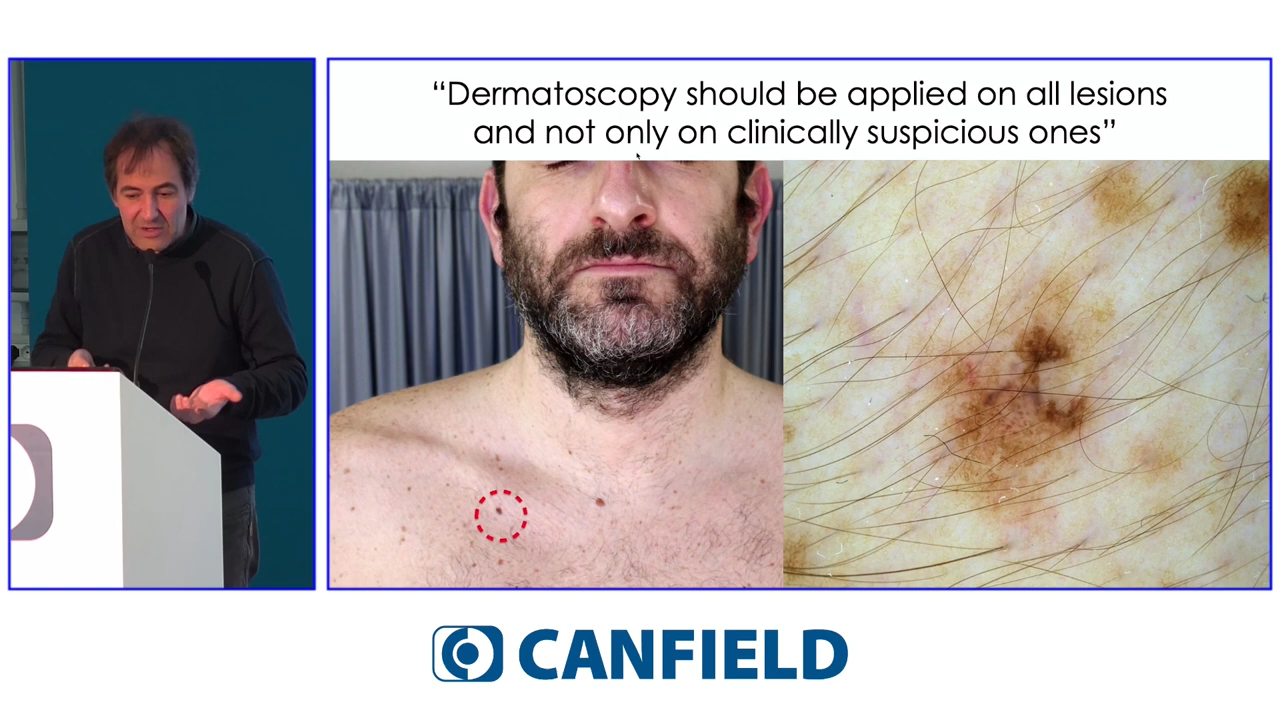 “Dermatoscopy should be applied on all lesions
and not only on clinically suspicious ones”
CANFIELD